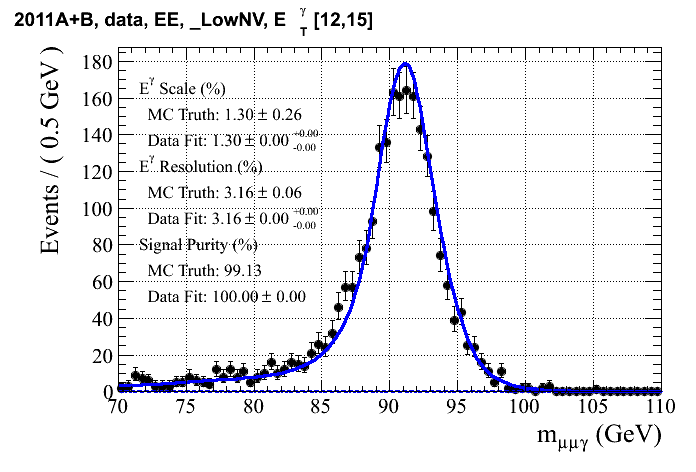 2011A+B, data, EE, _LowNV, E γ T [12,15]
Events / ( 0.5 GeV )
180
160
140
120
100
80
60
40
20
0
Eγ Scale (%)
MC Truth: 1.30 ± 0.26
Data Fit: 1.30 ± 0.00 +0.00 -0.00
Eγ Resolution (%)
MC Truth: 3.16 ± 0.06
Data Fit: 3.16 ± 0.00 +0.00 -0.00
Signal Purity (%)
MC Truth: 99.13
Data Fit: 100.00 ± 0.00
70 75 80 85 90 95 100 105 110
mμμγ (GeV)